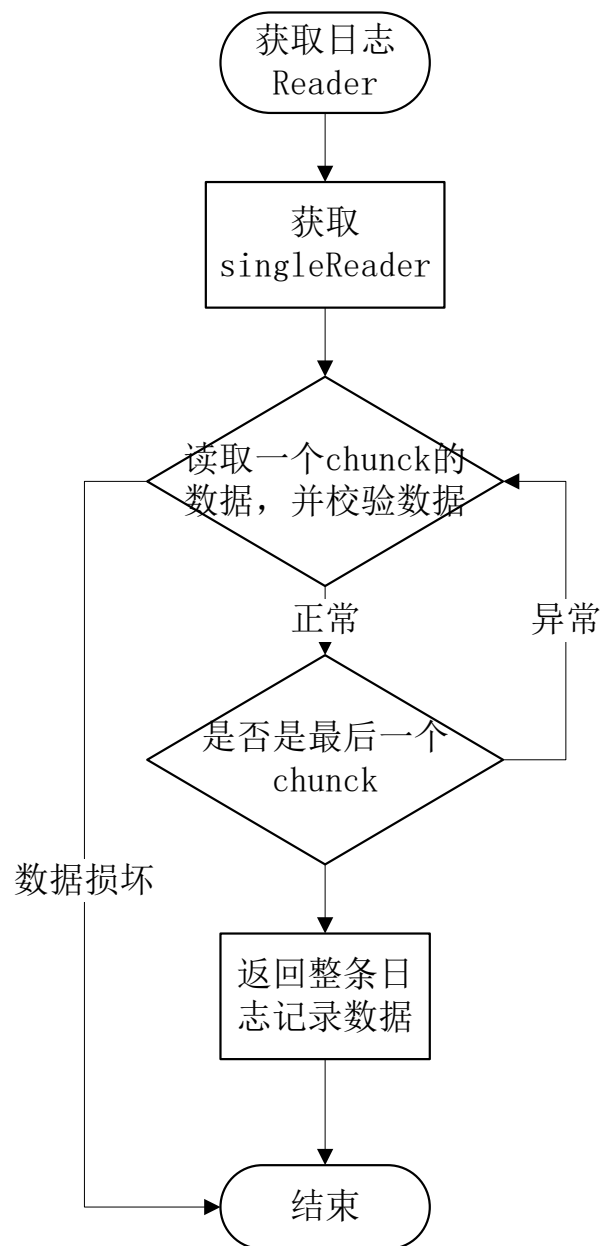 获取日志
Reader
获取
singleReader
读取一个chunck的
数据，并校验数据
正常
异常
是否是最后一个
chunck
数据损坏
返回整条日
志记录数据
结束